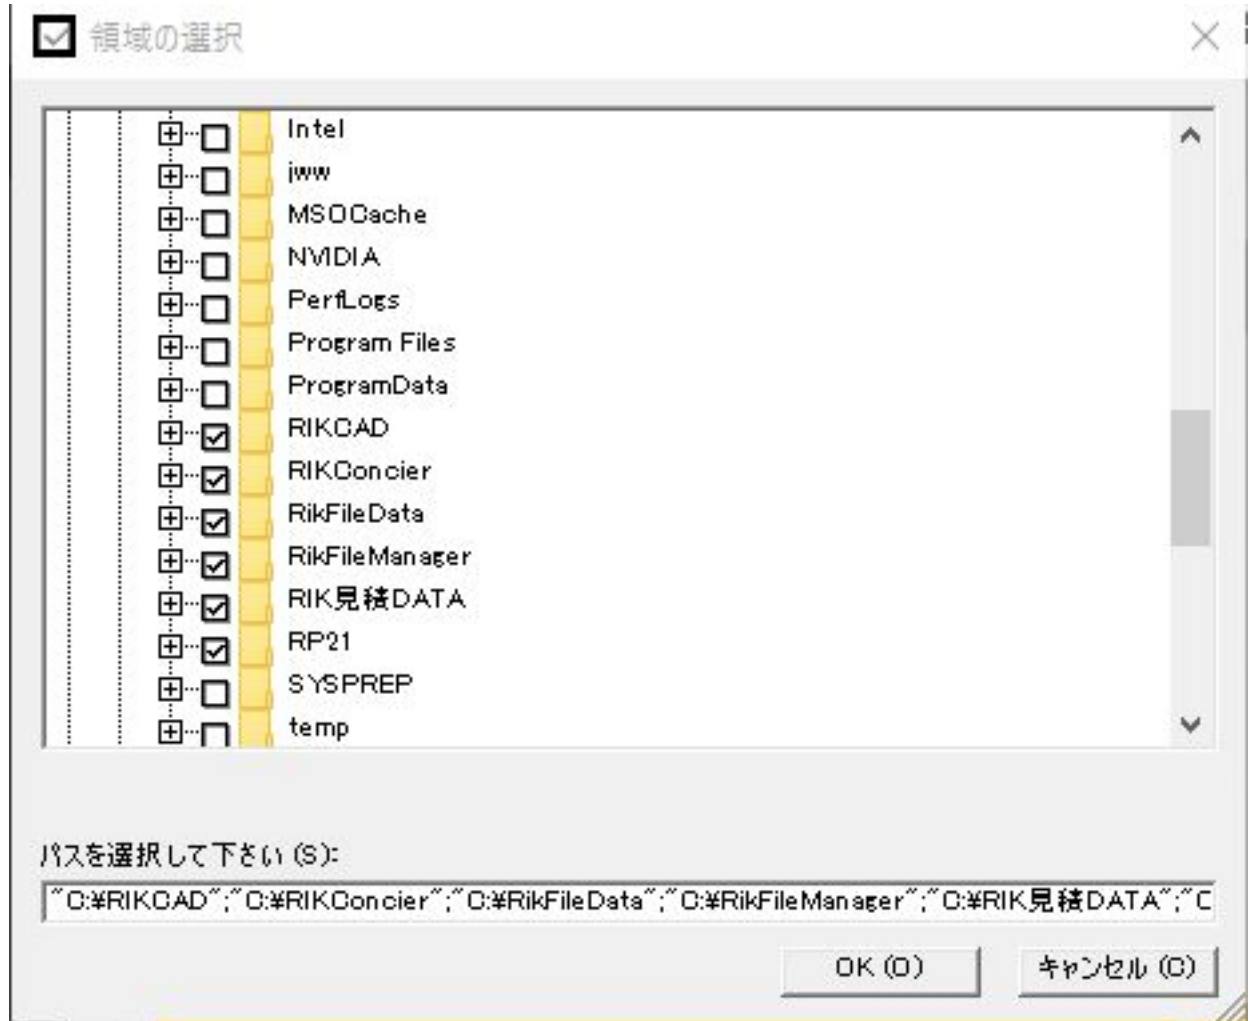 領域の選択
Intel
jww
MSOCache
NVIDIA
PerfLogs
Program Files
ProgramData
RIKCAD
RIKConcier
RikFileData
RikFileManager
RIK見積DATA
RP21
SYSPREP
temp
パスを選択して下さい(S):
"C:¥RIKCAD";"C:¥RIKConcier";"C:¥RikFileData";"C:¥RikFileManager";"C:¥RIK見積DATA";"C
OK(O)
キャンセル(C)